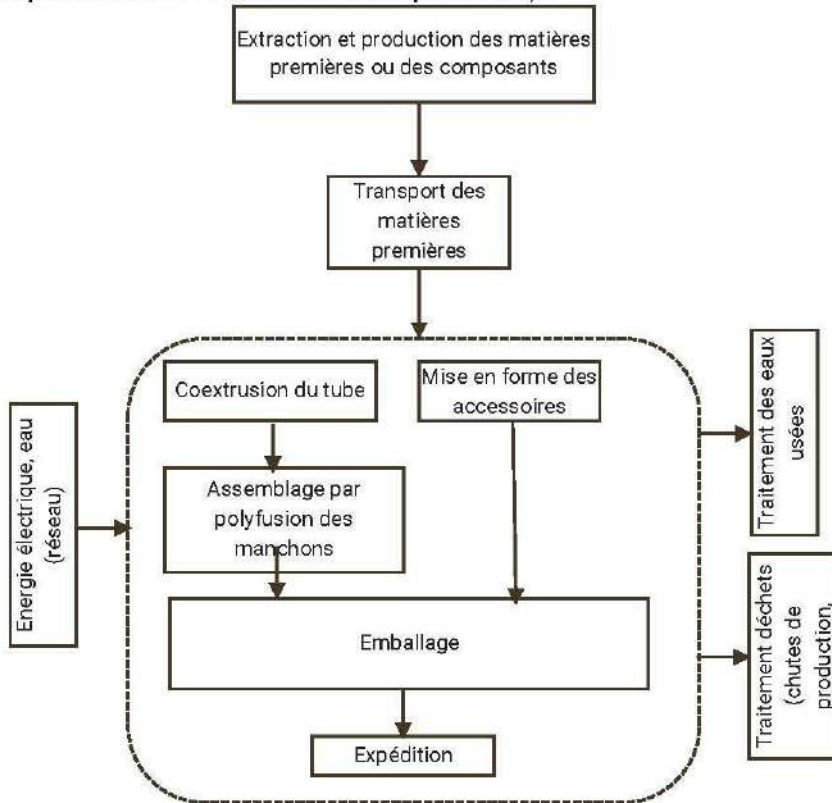 Extraction et production des matières
premières ou des composants
Transport des
matières
premières
Coextrusion du tube
Mise en forme des
accessoires
Assemblage par
polyfusion des
manchons
Emballage
Expédition
Energie électrique, eau
(réseau)
Traitement des eaux
usées
Traitement déchets
(chutes de
production,